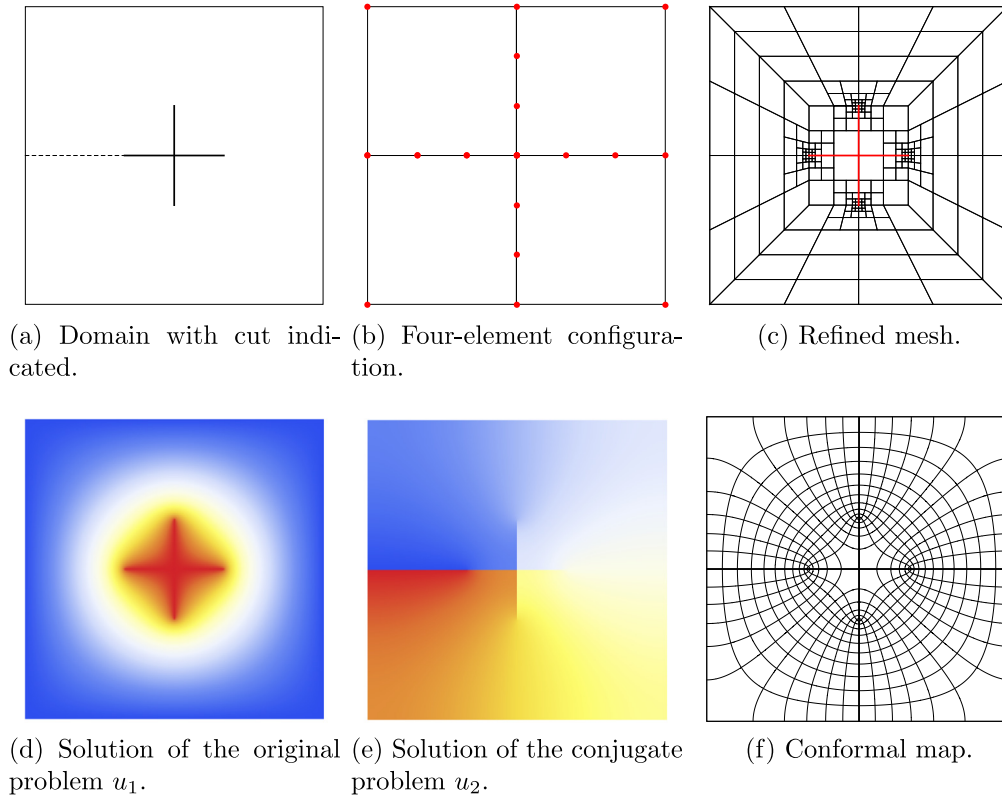 (a) Domain with cut indi-
cated.
(b) Four-element configura-
tion.
(c) Refined mesh.
(d) Solution of the original
problem u₁.
(e) Solution of the conjugate
problem u₂.
(f) Conformal map.